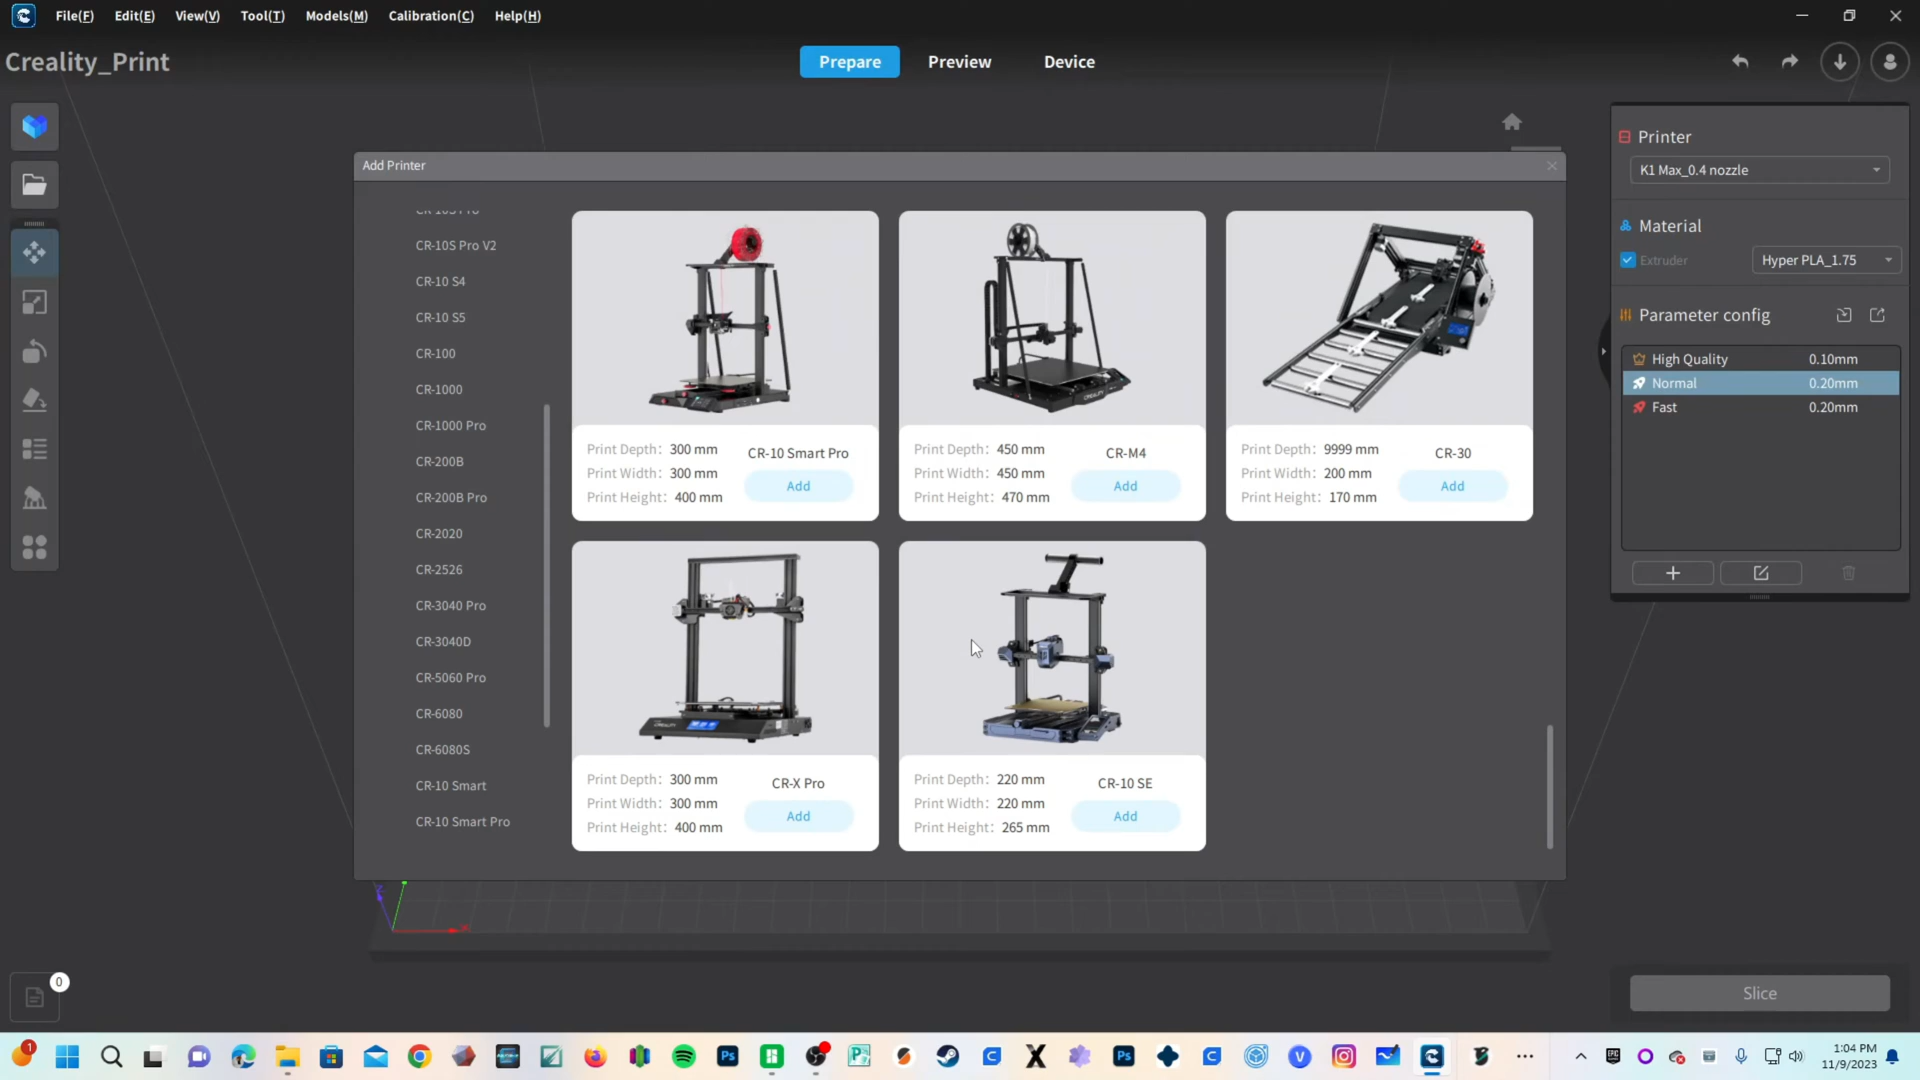 File(F) Edit(E) View(V) Tool(T) Models(M) Calibration(C) Help(H)
Creality_Print
Prepare Preview Device
Add Printer
CR-10S Pro
CR-10S Pro V2
CR-10 S4
CR-10 S5
CR-100
CR-1000
CR-1000 Pro
CR-200B
CR-200B Pro
CR-2020
CR-2526
CR-3040 Pro
CR-3040D
CR-5060 Pro
CR-6080
CR-6080S
CR-10 Smart
CR-10 Smart Pro
Print Depth: 300 mm
Print Width: 300 mm
Print Height: 400 mm
CR-10 Smart Pro
Add
Print Depth: 450 mm
Print Width: 450 mm
Print Height: 470 mm
CR-M4
Add
Print Depth: 9999 mm
Print Width: 200 mm
Print Height: 170 mm
CR-30
Add
Print Depth: 300 mm
Print Width: 300 mm
Print Height: 400 mm
CR-X Pro
Add
Print Depth: 220 mm
Print Width: 220 mm
Print Height: 265 mm
CR-10 SE
Add
Printer
K1 Max_0.4 nozzle
Material
Extruder Hyper PLA_1.75
Parameter config
High Quality 0.10mm
Normal 0.20mm
Fast 0.20mm
0
Slice
1:04 PM
11/9/2023